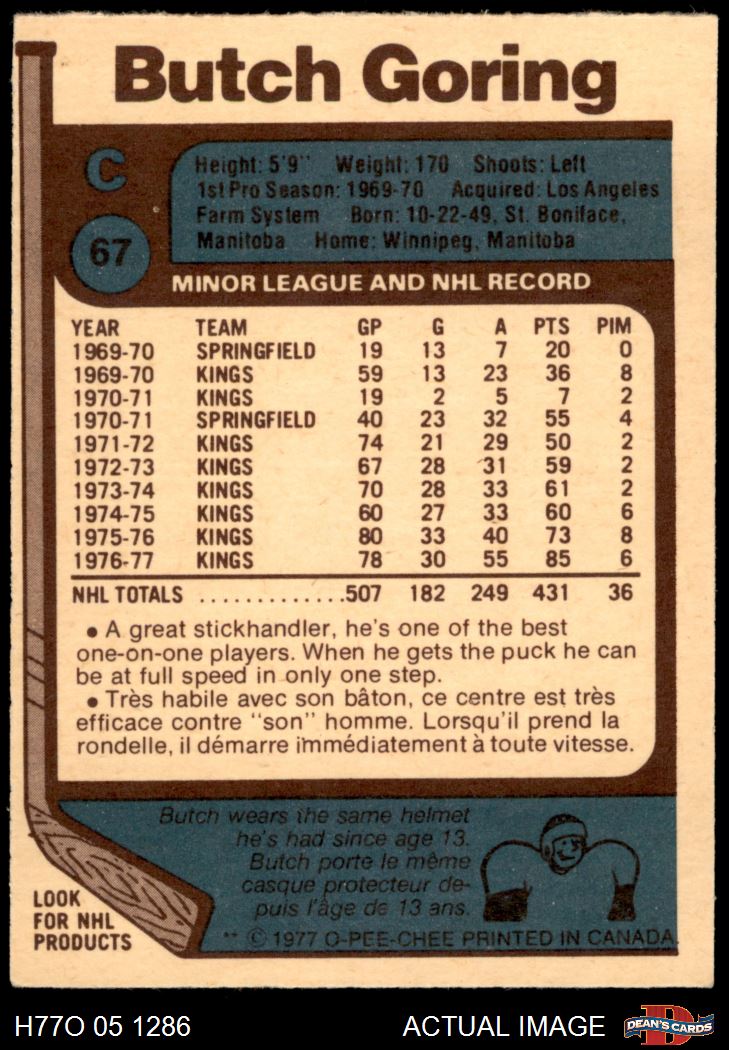 Butch Goring
C
67
Height: 5'9" Weight: 170 Shoots: Left
1st Pro Season: 1969-70 Acquired: Los Angeles
Farm System Born: 10-22-49, St. Boniface,
Manitoba Home: Winnipeg, Manitoba
MINOR LEAGUE AND NHL RECORD
YEAR TEAM GP G A PTS PIM
1969-70 SPRINGFIELD 19 13 7 20 0
1969-70 KINGS 59 13 23 36 8
1970-71 KINGS 19 2 5 7 2
1970-71 SPRINGFIELD 40 23 32 55 4
1971-72 KINGS 74 21 29 50 2
1972-73 KINGS 67 28 31 59 2
1973-74 KINGS 70 28 33 61 2
1974-75 KINGS 60 27 33 60 6
1975-76 KINGS 80 33 40 73 8
1976-77 KINGS 78 30 55 85 6
NHL TOTALS .............507 182 249 431 36
• A great stickhandler, he's one of the best
one-on-one players. When he gets the puck he can
be at full speed in only one step.
• Très habile avec son bâton, ce centre est très
efficace contre "son" homme. Lorsqu'il prend la
rondelle, il démarre immédiatement à toute vitesse.
Butch wears the same helmet
he's had since age 13.
Butch porte le même
casque protecteur de-
puis l'âge de 13 ans.
LOOK
FOR NHL
PRODUCTS
** © 1977 O-PEE-CHEE PRINTED IN CANADA
H77O 05 1286 ACTUAL IMAGE
DEAN'S CARDS